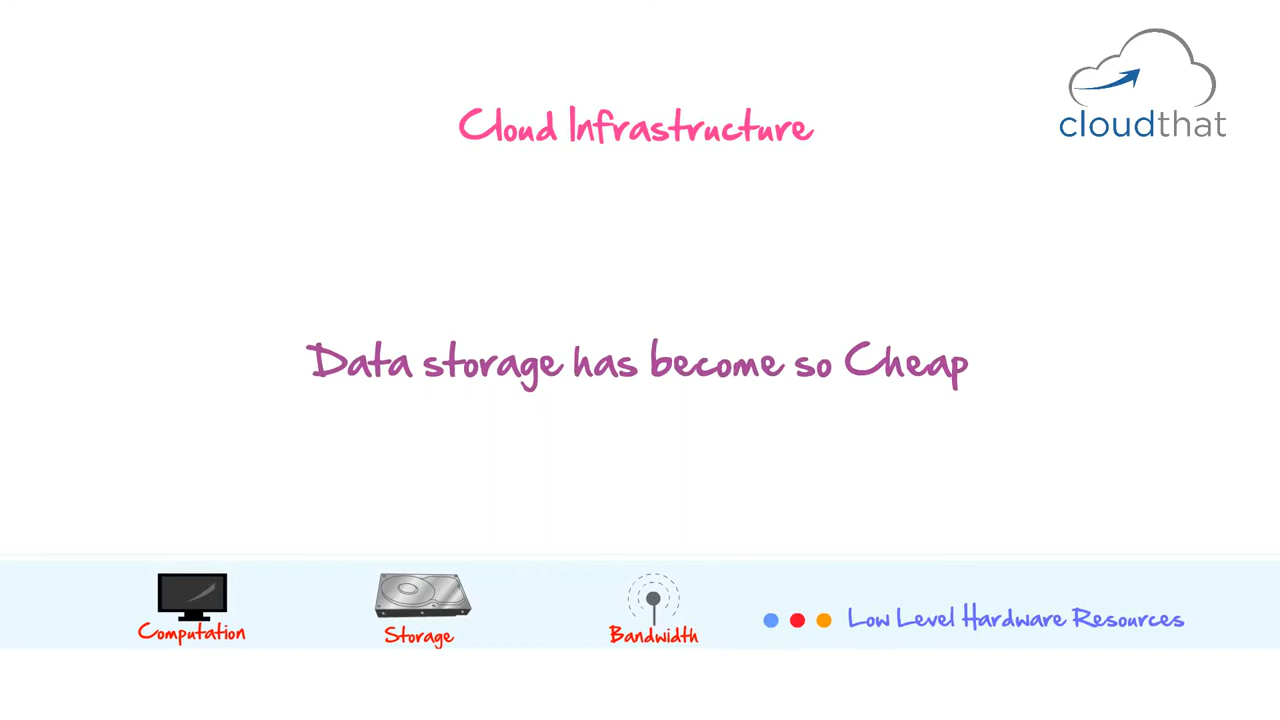 Cloud Infrastructure
cloudthat
Data storage has become so Cheap
Computation
Storage
Bandwidth
Low Level Hardware Resources